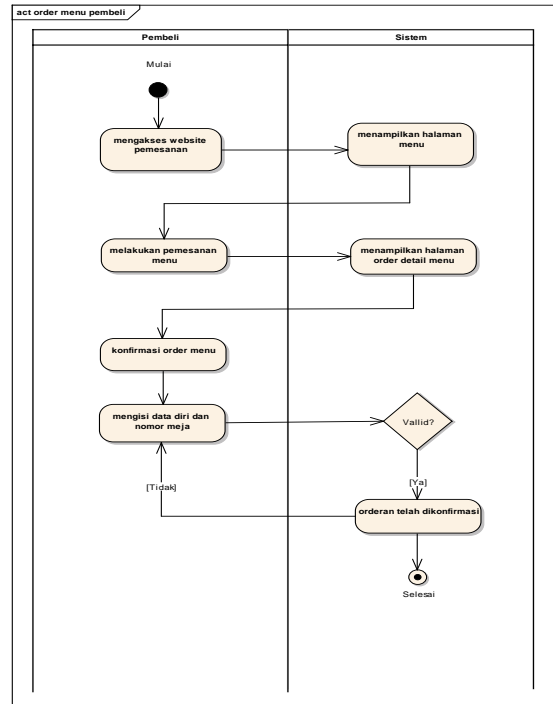 act order menu pembeli
Pembeli
Sistem
Mulai
mengakses website
pemesanan
menampilkan halaman
menu
melakukan pemesanan
menu
menampilkan halaman
order detail menu
konfirmasi order menu
mengisi data diri dan
nomor meja
Vallid?
[Tidak]
[Ya]
orderan telah dikonfirmasi
Selesai